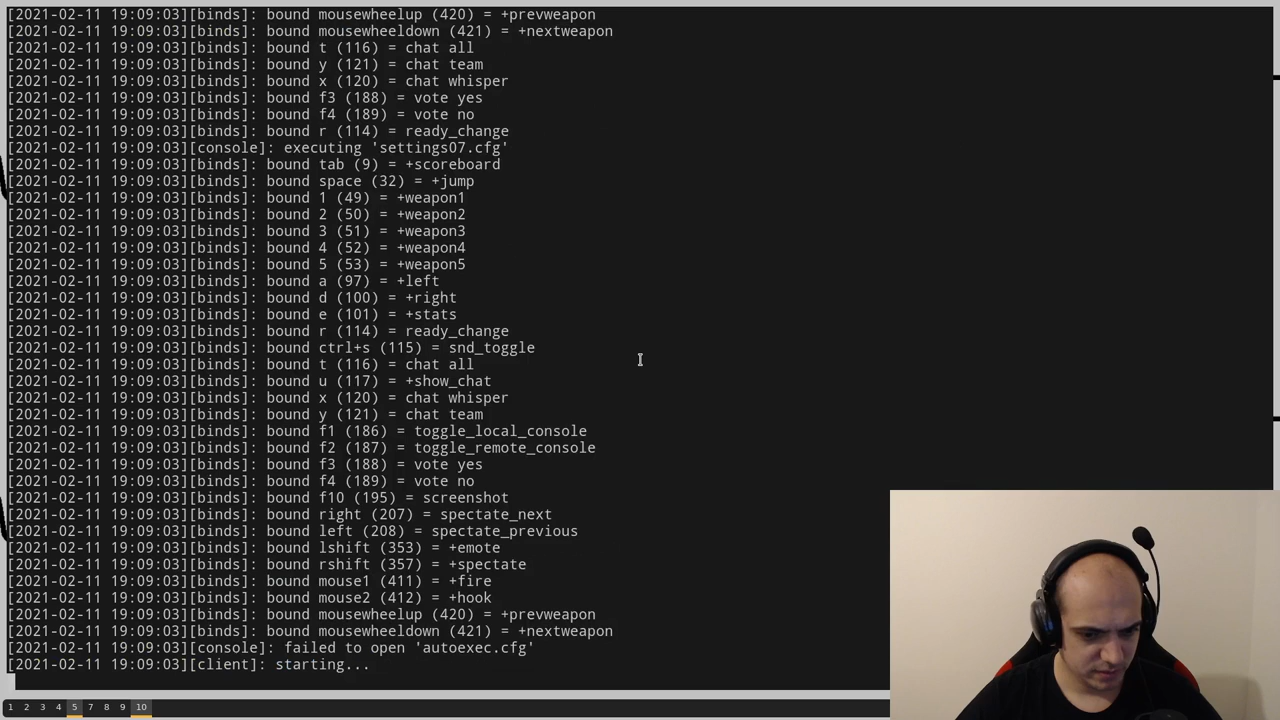 [2021-02-11 19:09:03][binds]: bound mousewheelup (420) = +prevweapon
[2021-02-11 19:09:03][binds]: bound mousewheeldown (421) = +nextweapon
[2021-02-11 19:09:03][binds]: bound t (116) = chat all
[2021-02-11 19:09:03][binds]: bound y (121) = chat team
[2021-02-11 19:09:03][binds]: bound x (120) = chat whisper
[2021-02-11 19:09:03][binds]: bound f3 (188) = vote yes
[2021-02-11 19:09:03][binds]: bound f4 (189) = vote no
[2021-02-11 19:09:03][binds]: bound r (114) = ready_change
[2021-02-11 19:09:03][console]: executing 'settings07.cfg'
[2021-02-11 19:09:03][binds]: bound tab (9) = +scoreboard
[2021-02-11 19:09:03][binds]: bound space (32) = +jump
[2021-02-11 19:09:03][binds]: bound 1 (49) = +weapon1
[2021-02-11 19:09:03][binds]: bound 2 (50) = +weapon2
[2021-02-11 19:09:03][binds]: bound 3 (51) = +weapon3
[2021-02-11 19:09:03][binds]: bound 4 (52) = +weapon4
[2021-02-11 19:09:03][binds]: bound 5 (53) = +weapon5
[2021-02-11 19:09:03][binds]: bound a (97) = +left
[2021-02-11 19:09:03][binds]: bound d (100) = +right
[2021-02-11 19:09:03][binds]: bound e (101) = +stats
[2021-02-11 19:09:03][binds]: bound r (114) = ready_change
[2021-02-11 19:09:03][binds]: bound ctrl+s (115) = snd_toggle
[2021-02-11 19:09:03][binds]: bound t (116) = chat all
[2021-02-11 19:09:03][binds]: bound u (117) = +show_chat
[2021-02-11 19:09:03][binds]: bound x (120) = chat whisper
[2021-02-11 19:09:03][binds]: bound y (121) = chat team
[2021-02-11 19:09:03][binds]: bound f1 (186) = toggle_local_console
[2021-02-11 19:09:03][binds]: bound f2 (187) = toggle_remote_console
[2021-02-11 19:09:03][binds]: bound f3 (188) = vote yes
[2021-02-11 19:09:03][binds]: bound f4 (189) = vote no
[2021-02-11 19:09:03][binds]: bound f10 (195) = screenshot
[2021-02-11 19:09:03][binds]: bound right (207) = spectate_next
[2021-02-11 19:09:03][binds]: bound left (208) = spectate_previous
[2021-02-11 19:09:03][binds]: bound lshift (353) = +emote
[2021-02-11 19:09:03][binds]: bound rshift (357) = +spectate
[2021-02-11 19:09:03][binds]: bound mouse1 (411) = +fire
[2021-02-11 19:09:03][binds]: bound mouse2 (412) = +hook
[2021-02-11 19:09:03][binds]: bound mousewheelup (420) = +prevweapon
[2021-02-11 19:09:03][binds]: bound mousewheeldown (421) = +nextweapon
[2021-02-11 19:09:03][console]: failed to open 'autoexec.cfg'
[2021-02-11 19:09:03][client]: starting...
1 2 3 4 5 7 8 9 10